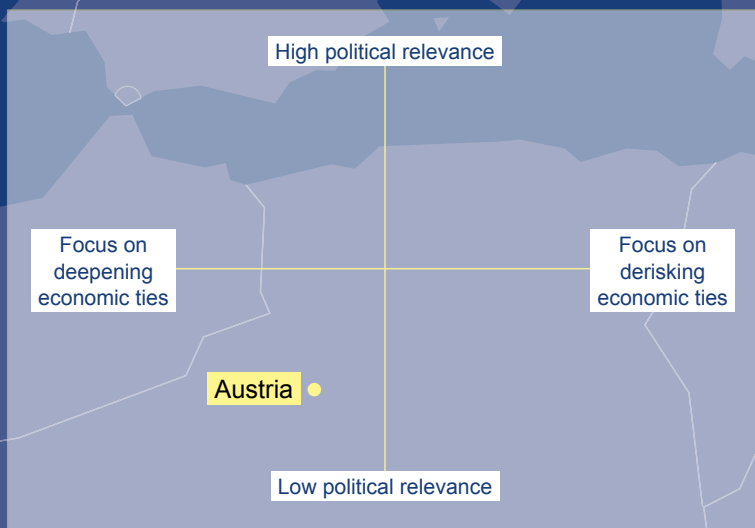 High political relevance
Focus on
deepening
economic ties
Focus on
derisking
economic ties
Austria
Low political relevance